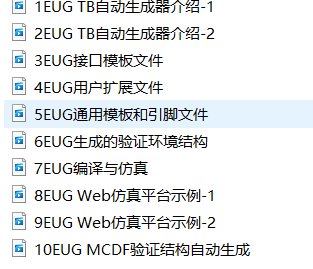 1EUG TB自动生成器介绍-1
2EUG TB自动生成器介绍-2
3EUG接口模板文件
4EUG用户扩展文件
5EUG通用模板和引脚文件
6EUG生成的验证环境结构
7EUG编译与仿真
8EUG Web仿真平台示例-1
9EUG Web仿真平台示例-2
10EUG MCDF验证结构自动生成